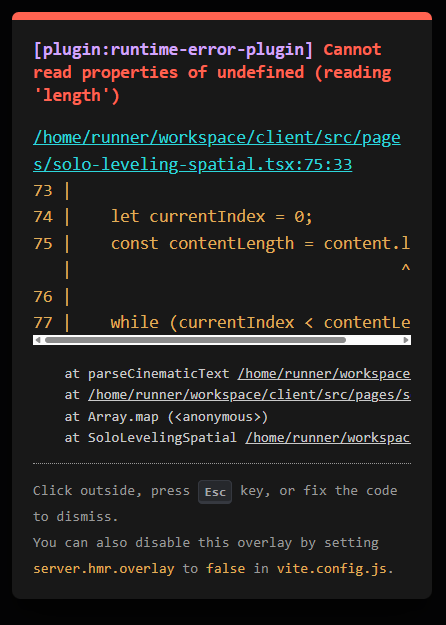 [plugin:runtime-error-plugin] Cannot
read properties of undefined (reading
'length')
/home/runner/workspace/client/src/page
s/solo-leveling-spatial.tsx:75:33
73 |
74 |    let currentIndex = 0;
75 |    const contentLength = content.l
   |                                ^
76 |
77 |    while (currentIndex < contentLe
at parseCinematicText /home/runner/workspace
at /home/runner/workspace/client/src/pages/s
at Array.map (<anonymous>)
at SoloLevelingSpatial /home/runner/workspac
Click outside, press Esc key, or fix the code
to dismiss.
You can also disable this overlay by setting
server.hmr.overlay to false in vite.config.js.